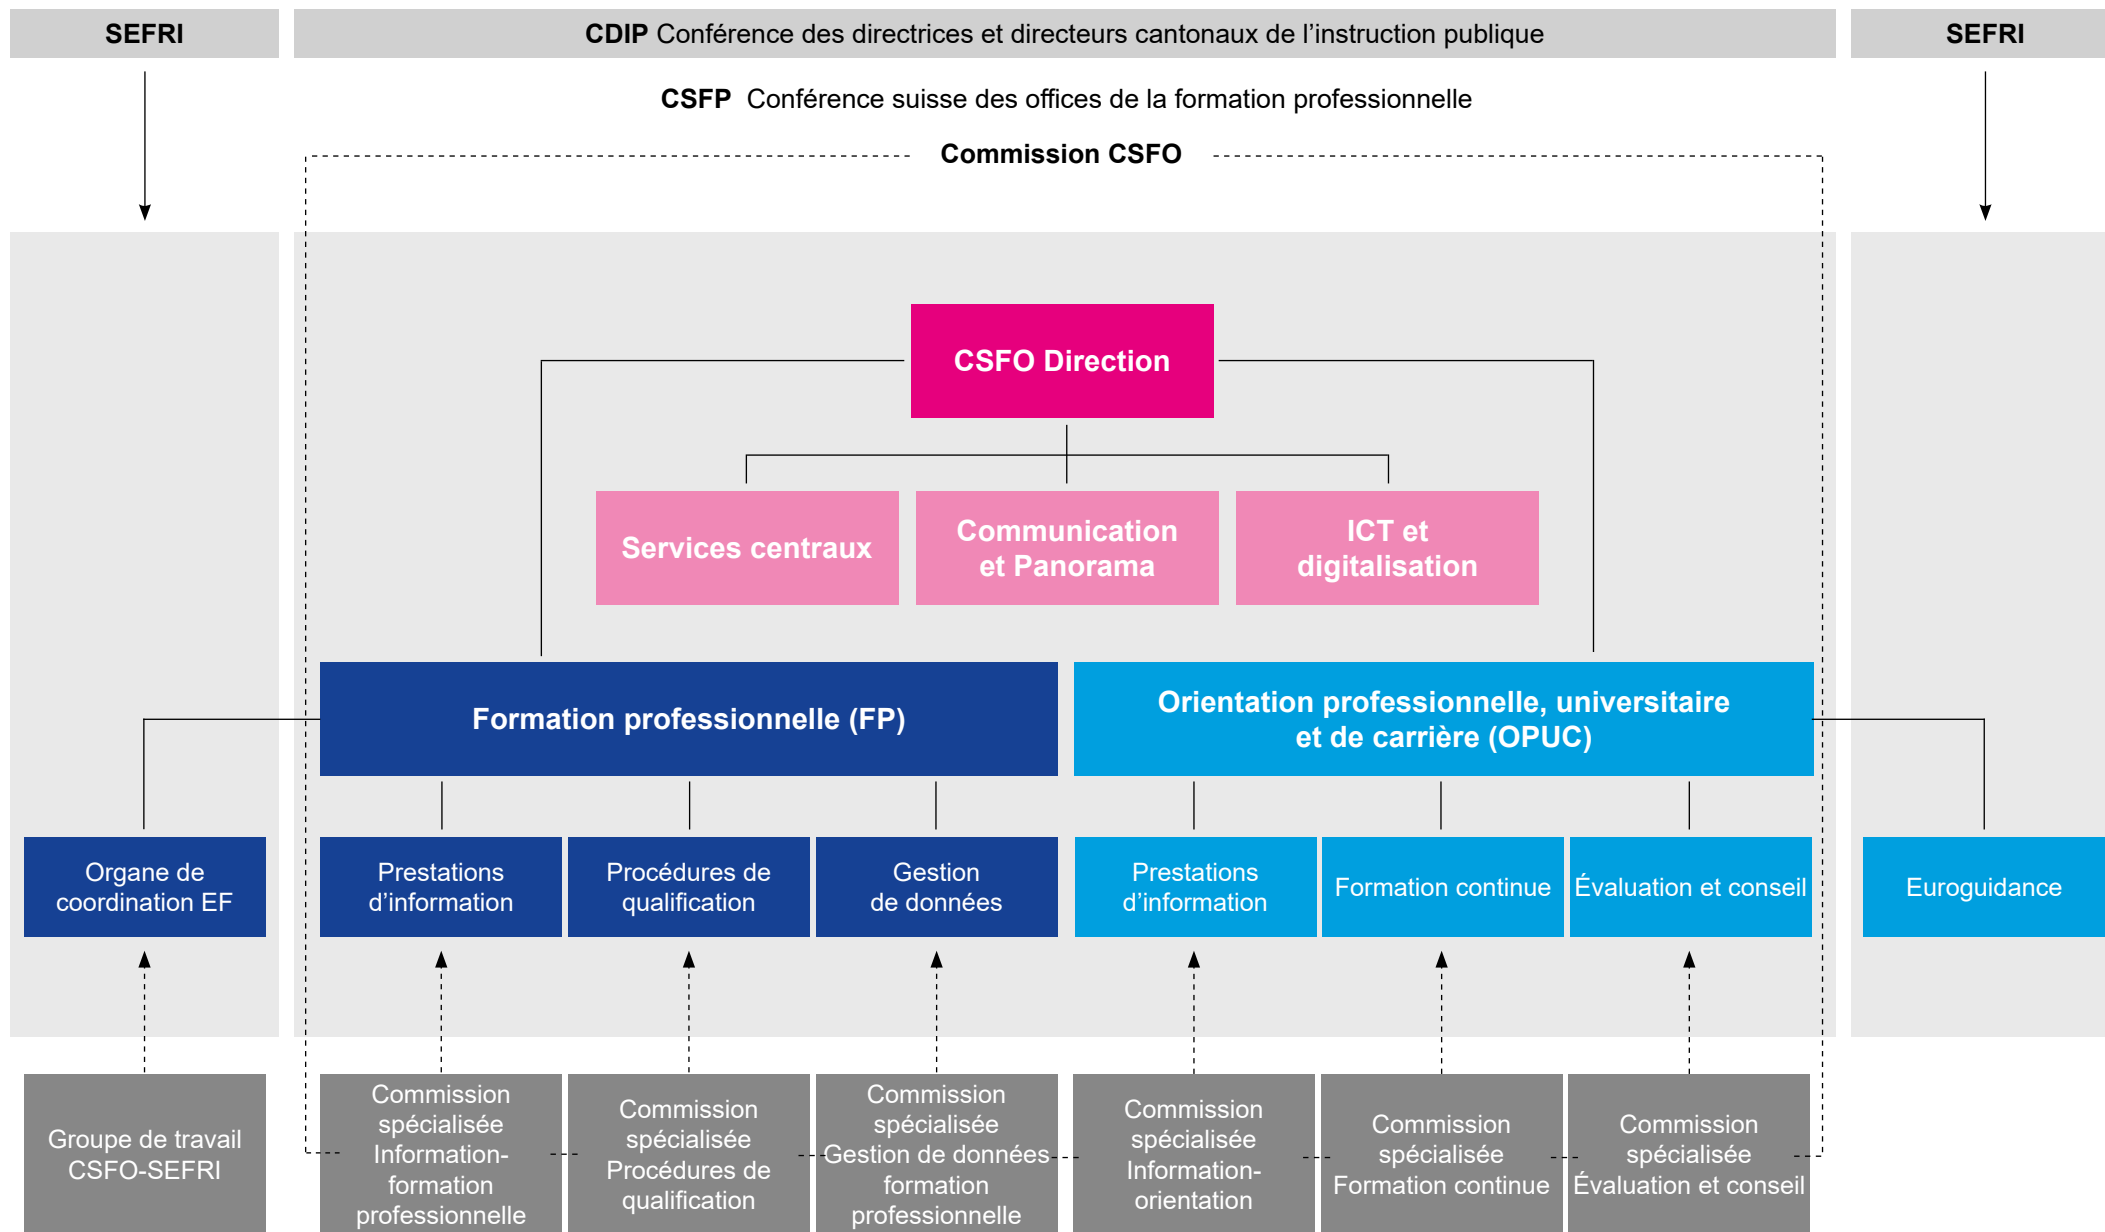 SEFRI
CDIP Conférence des directrices et directeurs cantonaux de l’instruction publique
SEFRI
CSFP Conférence suisse des offices de la formation professionnelle
Commission CSFO
CSFO Direction
Services centraux
Communication
et Panorama
ICT et
digitalisation
Formation professionnelle (FP)
Orientation professionnelle, universitaire
et de carrière (OPUC)
Organe de
coordination EF
Prestations
d’information
Procédures de
qualification
Gestion
de données
Prestations
d’information
Formation continue
Évaluation et conseil
Euroguidance
Groupe de travail
CSFO-SEFRI
Commission
spécialisée
Information-
formation
professionnelle
Commission
spécialisée
Procédures de
qualification
Commission
spécialisée
Gestion de données
formation
professionnelle
Commission
spécialisée
Information-
orientation
Commission
spécialisée
Formation continue
Commission
spécialisée
Évaluation et conseil